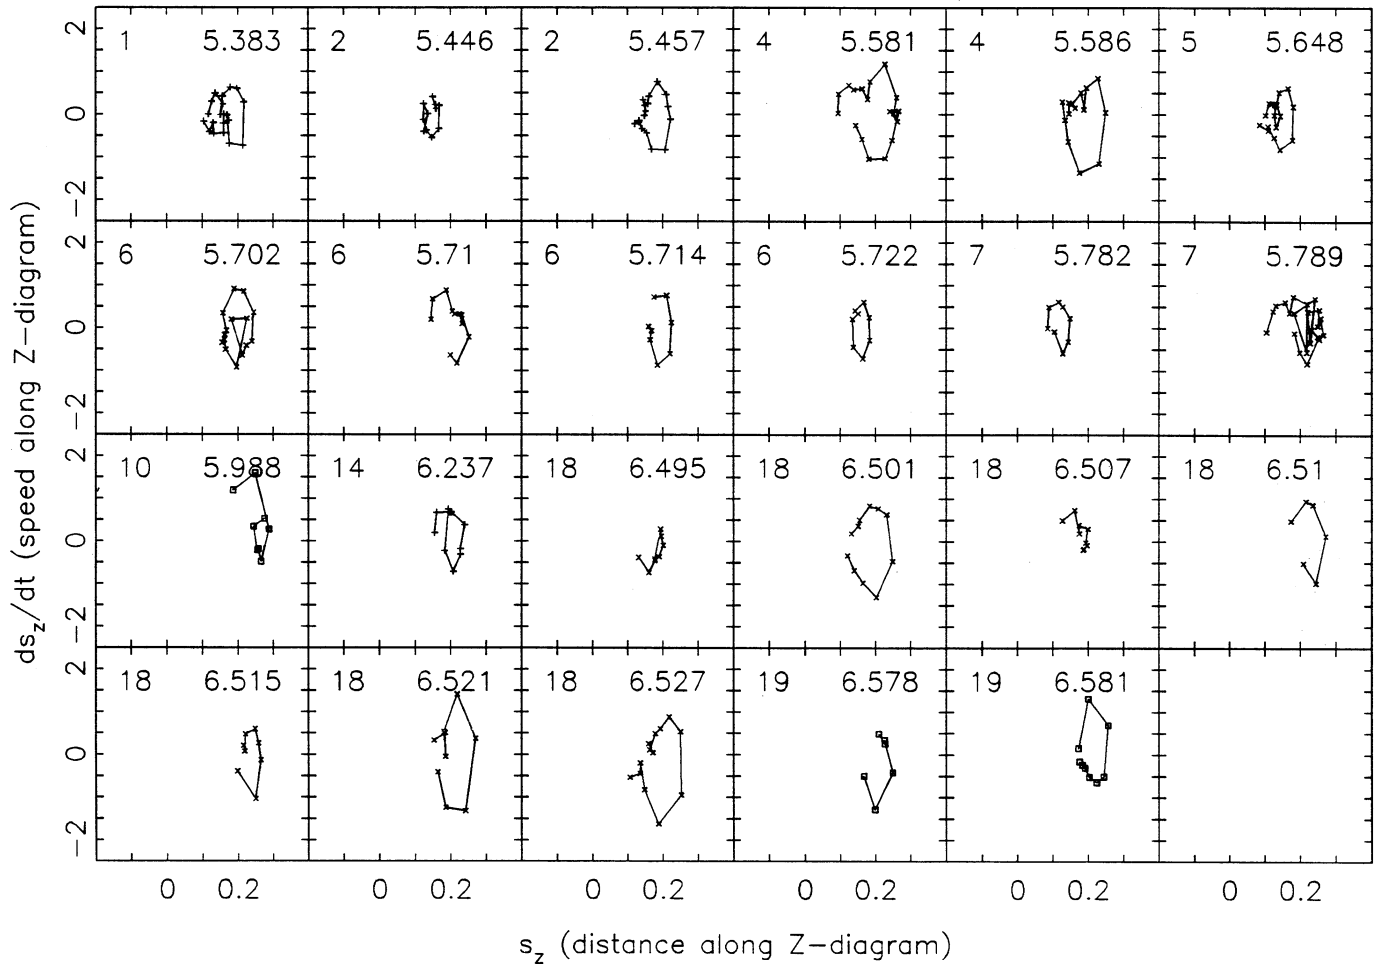 2 1 5.383 2 5.446 2 5.457 4 5.581 4 5.586 5 5.648
0
−2
2 6 5.702 6 5.71 6 5.714 6 5.722 7 5.782 7 5.789
0
−2
2 10 5.988 14 6.237 18 6.495 18 6.501 18 6.507 18 6.51
0
−2
2 18 6.515 18 6.521 18 6.527 19 6.578 19 6.581
0
−2
0 0.2 0 0.2 0 0.2 0 0.2 0 0.2 0 0.2
ds_z/dt (speed along Z−diagram)
s_z (distance along Z−diagram)